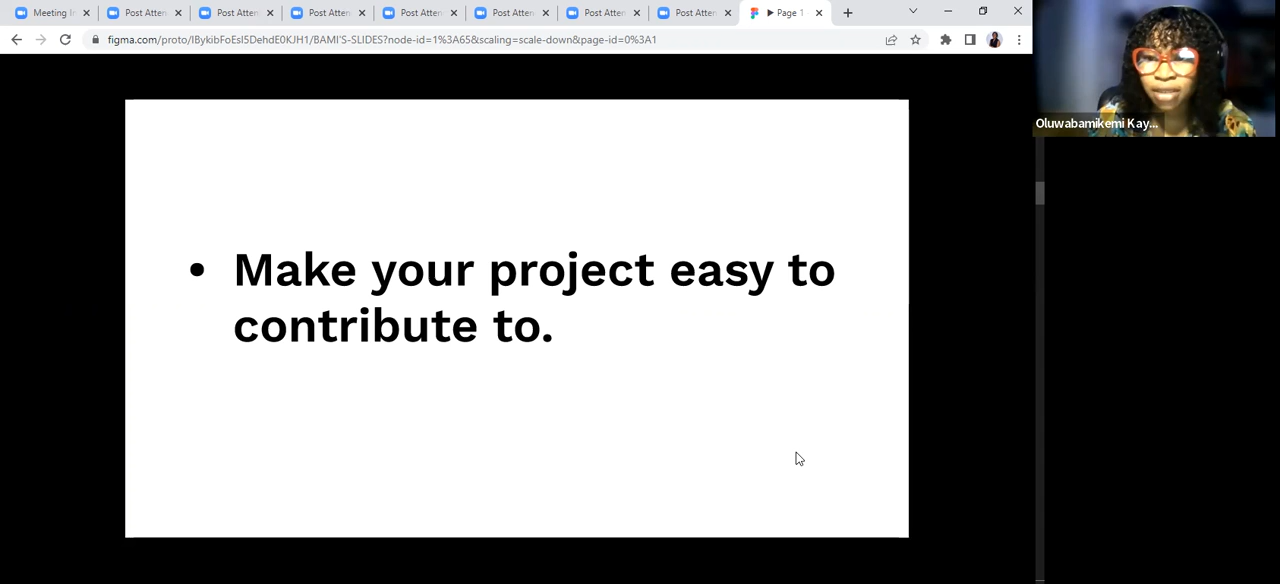 Meeting In
Post Atten
Post Atten
Post Atten
Post Atten
Post Atten
Post Atten
Post Atten
Page 1
figma.com/proto/IBykibFoEsI5DehdE0KJH1/BAMI'S-SLIDES?node-id=1%3A65&scaling=scale-down&page-id=0%3A1
Oluwabamikemi Kay...
• Make your project easy to
contribute to.